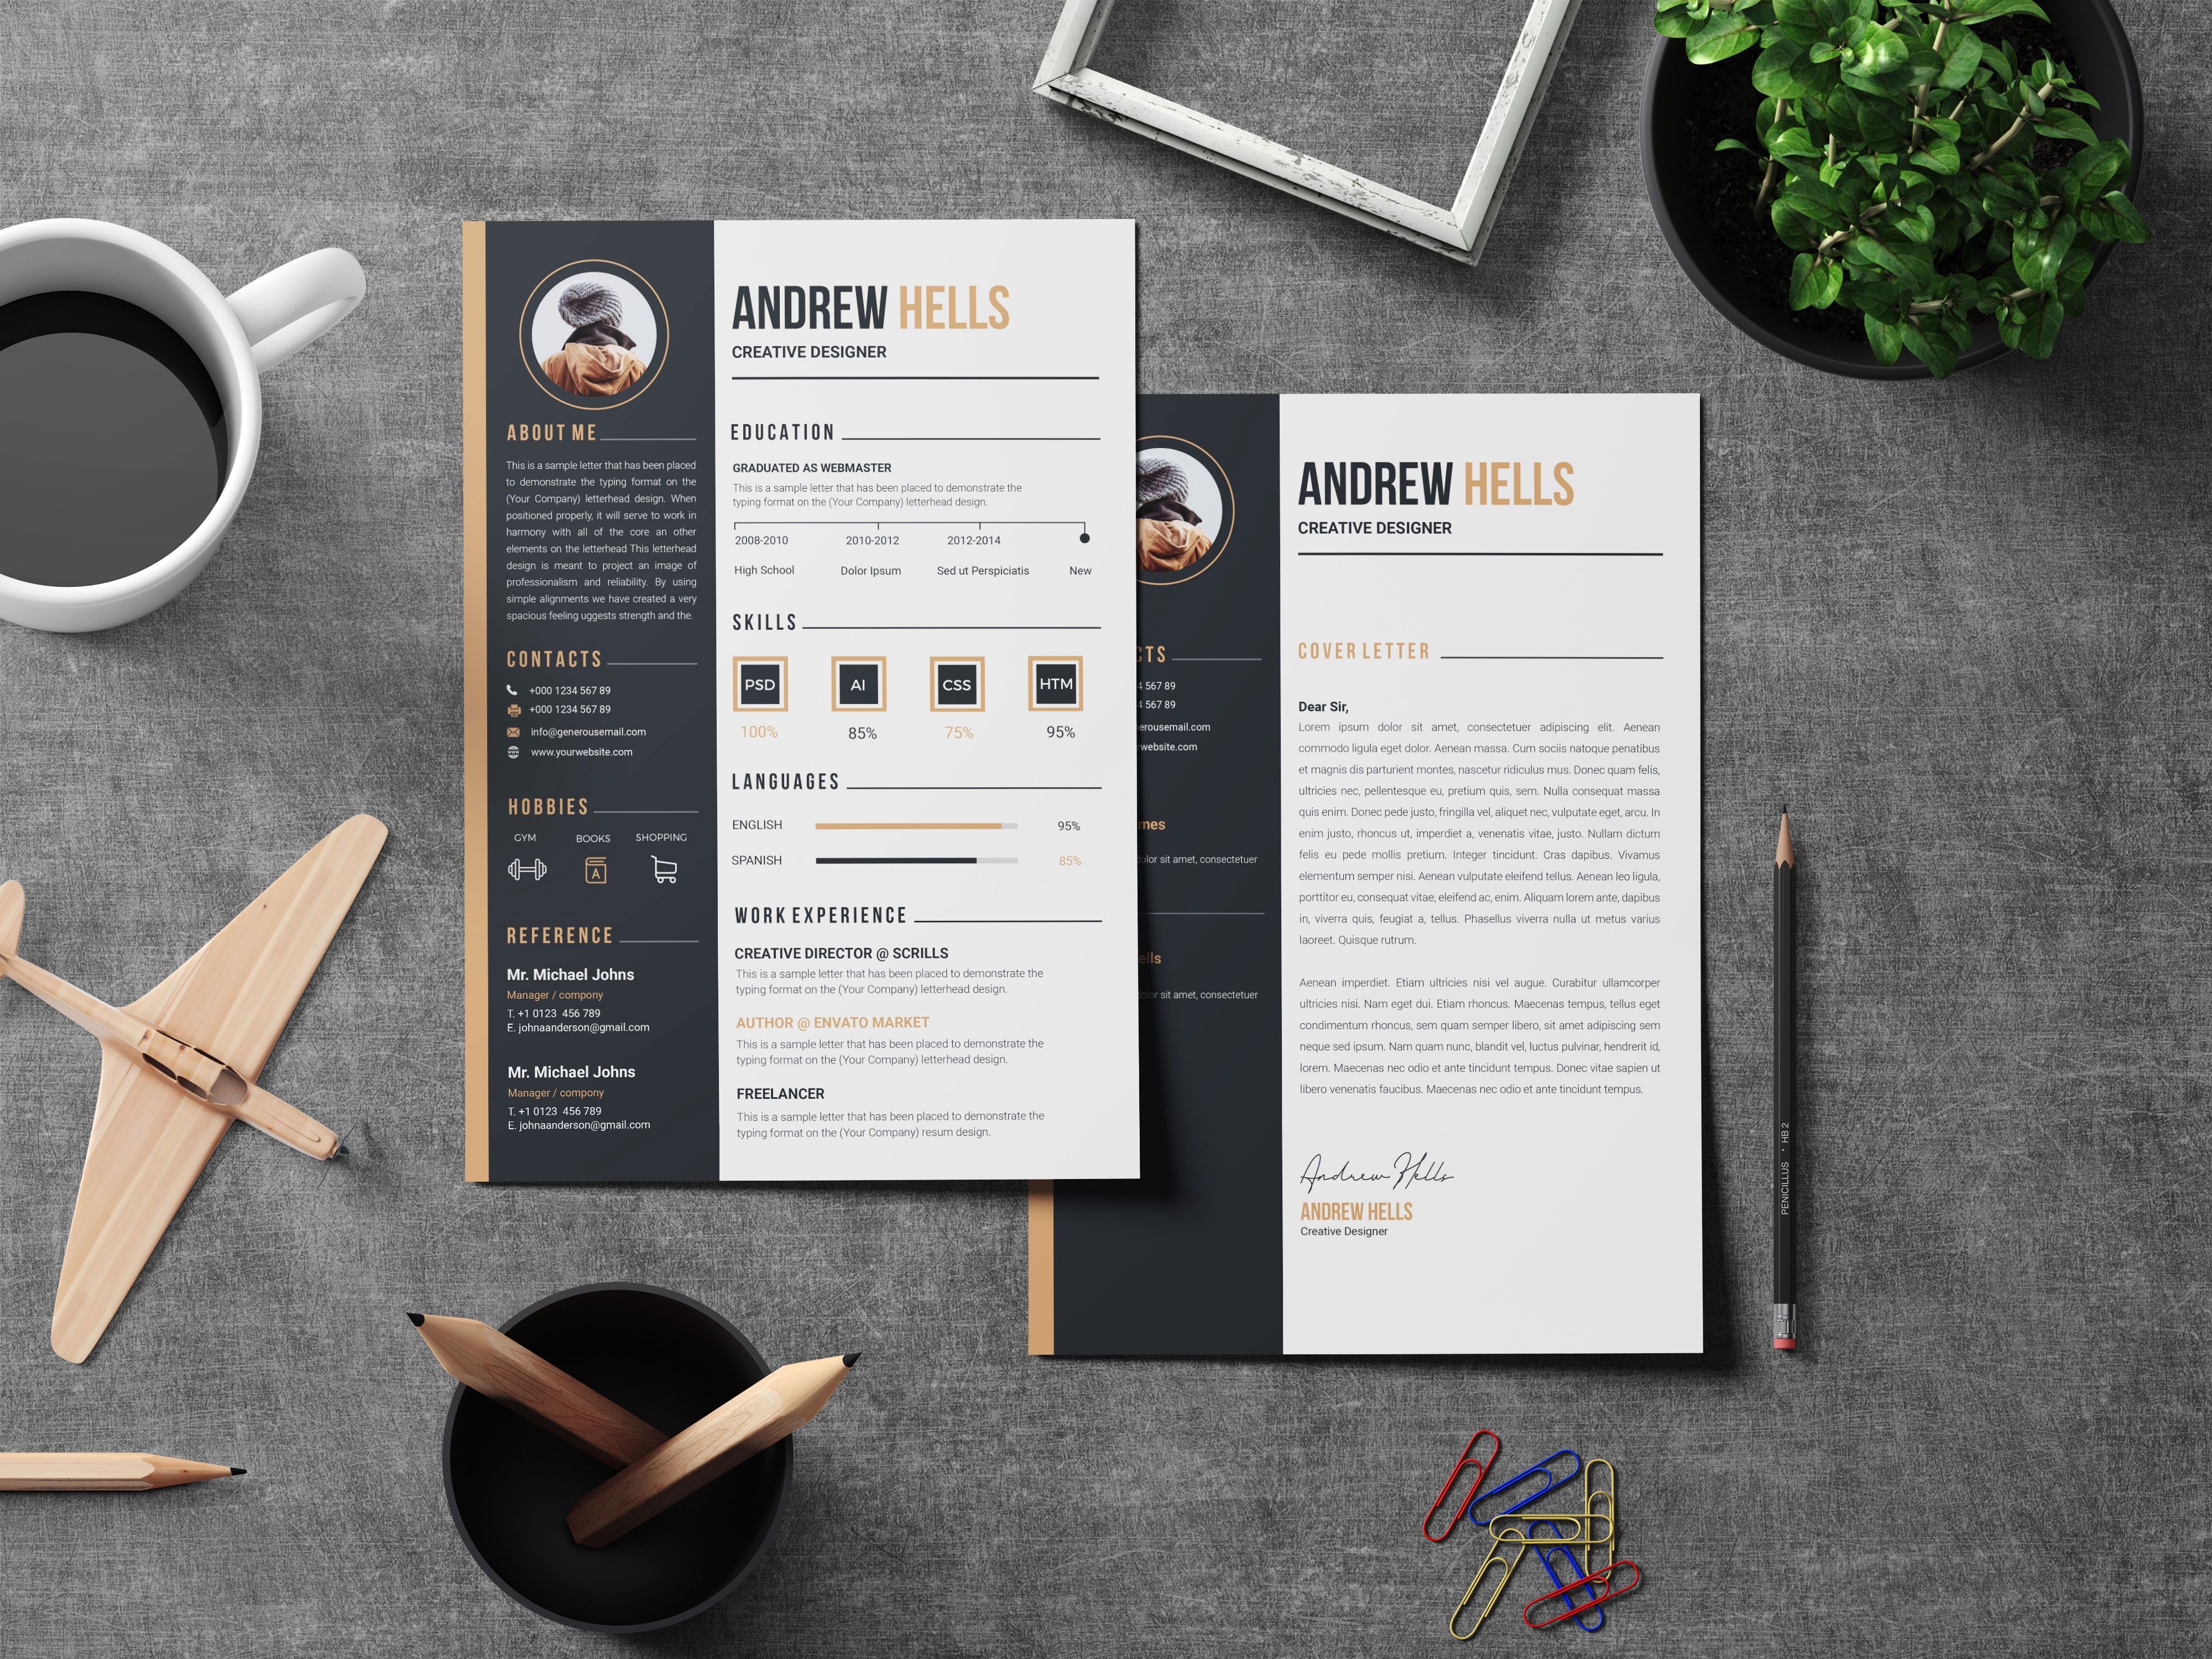 ANDREW HELLS
CREATIVE DESIGNER
ABOUT ME
This is a sample letter that has been placed
to demonstrate the typing format on the
(Your Company) letterhead design. When
positioned properly, it will serve to work in
harmony with all of the core an other
elements on the letterhead This letterhead
design is meant to project an image of
professionalism and reliability. By using
simple alignments we have created a very
spacious feeling uggests strength and the.
CONTACTS
+000 1234 567 89
+000 1234 567 89
info@generousemail.com
www.yourwebsite.com
HOBBIES
GYM BOOKS SHOPPING
A
REFERENCE
Mr. Michael Johns
Manager / compony
T. +1 0123 456 789
E. johnaanderson@gmail.com
Mr. Michael Johns
Manager / compony
T. +1 0123 456 789
E. johnaanderson@gmail.com
EDUCATION
GRADUATED AS WEBMASTER
This is a sample letter that has been placed to demonstrate the
typing format on the (Your Company) letterhead design.
2008-2010 2010-2012 2012-2014
High School Dolor Ipsum Sed ut Perspiciatis New
SKILLS
PSD AI CSS HTM
100% 85% 75% 95%
LANGUAGES
ENGLISH 95%
SPANISH 85%
WORK EXPERIENCE
CREATIVE DIRECTOR @ SCRILLS
This is a sample letter that has been placed to demonstrate the
typing format on the (Your Company) letterhead design.
AUTHOR @ ENVATO MARKET
This is a sample letter that has been placed to demonstrate the
typing format on the (Your Company) letterhead design.
FREELANCER
This is a sample letter that has been placed to demonstrate the
typing format on the (Your Company) resum design.
CTS
4 567 89
4 567 89
erousemail.com
website.com
mes
dolor sit amet, consectetuer
ells
dolor sit amet, consectetuer
ANDREW HELLS
CREATIVE DESIGNER
COVER LETTER
Dear Sir,
Lorem ipsum dolor sit amet, consectetuer adipiscing elit. Aenean
commodo ligula eget dolor. Aenean massa. Cum sociis natoque penatibus
et magnis dis parturient montes, nascetur ridiculus mus. Donec quam felis,
ultricies nec, pellentesque eu, pretium quis, sem. Nulla consequat massa
quis enim. Donec pede justo, fringilla vel, aliquet nec, vulputate eget, arcu. In
enim justo, rhoncus ut, imperdiet a, venenatis vitae, justo. Nullam dictum
felis eu pede mollis pretium. Integer tincidunt. Cras dapibus. Vivamus
elementum semper nisi. Aenean vulputate eleifend tellus. Aenean leo ligula,
porttitor eu, consequat vitae, eleifend ac, enim. Aliquam lorem ante, dapibus
in, viverra quis, feugiat a, tellus. Phasellus viverra nulla ut metus varius
laoreet. Quisque rutrum.
Aenean imperdiet. Etiam ultricies nisi vel augue. Curabitur ullamcorper
ultricies nisi. Nam eget dui. Etiam rhoncus. Maecenas tempus, tellus eget
condimentum rhoncus, sem quam semper libero, sit amet adipiscing sem
neque sed ipsum. Nam quam nunc, blandit vel, luctus pulvinar, hendrerit id,
lorem. Maecenas nec odio et ante tincidunt tempus. Donec vitae sapien ut
libero venenatis faucibus. Maecenas nec odio et ante tincidunt tempus.
Andrew Hells
ANDREW HELLS
Creative Designer
PENICILLUS * HB 2